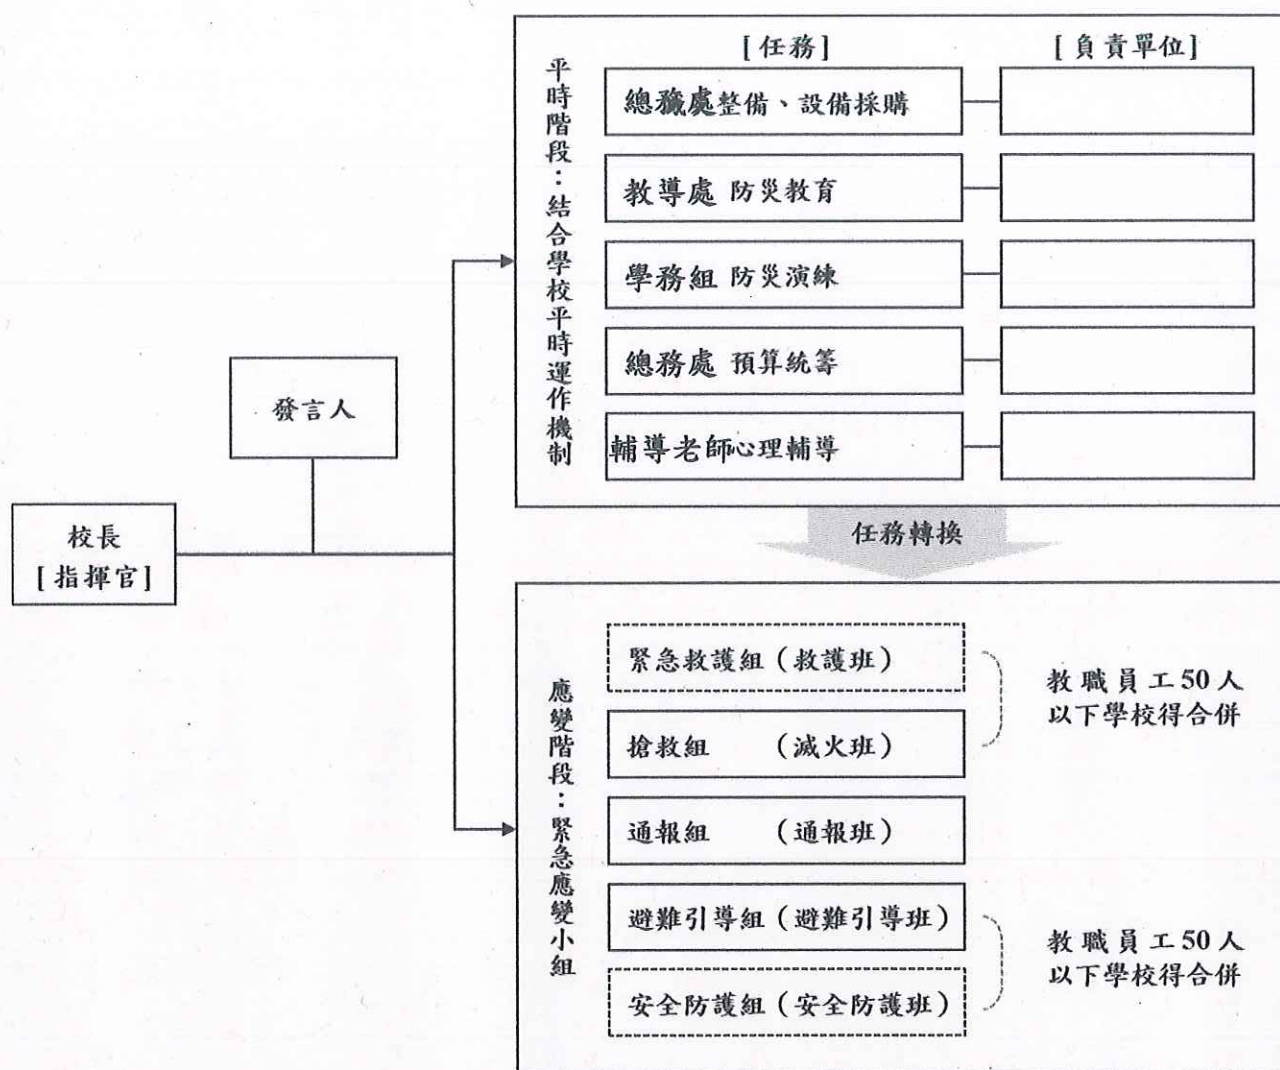 [任務]
[負責單位]
平時階段：結合學校平時運作機制
總務處整備、設備採購
教導處 防災教育
學務組 防災演練
總務處 預算統籌
輔導老師心理輔導
發言人
校長
[指揮官]
任務轉換
應變階段：緊急應變小組
緊急救護組（救護班）
搶救組 （滅火班）
通報組 （通報班）
避難引導組（避難引導班）
安全防護組（安全防護班）
教職員工50人
以下學校得合併
教職員工50人
以下學校得合併